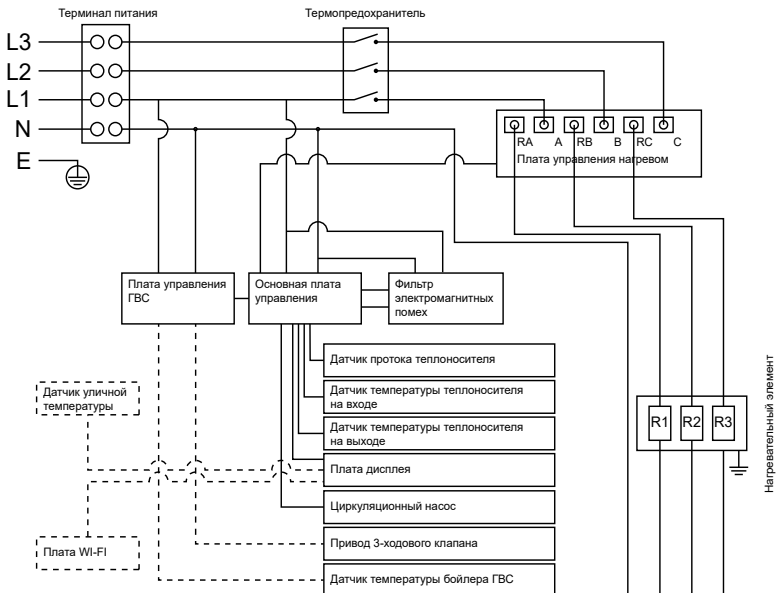 Терминал питания
Термопредохранитель
L3
L2
L1
N
E
RA A RB B RC C
Плата управления нагревом
Плата управления
ГВС
Основная плата
управления
Фильтр
электромагнитных
помех
Датчик протока теплоносителя
Датчик температуры теплоносителя
на входе
Датчик температуры теплоносителя
на выходе
Плата дисплея
Циркуляционный насос
Привод 3-ходового клапана
Датчик температуры бойлера ГВС
Датчик уличной
температуры
Плата WI-FI
R1 R2 R3
Нагревательный элемент